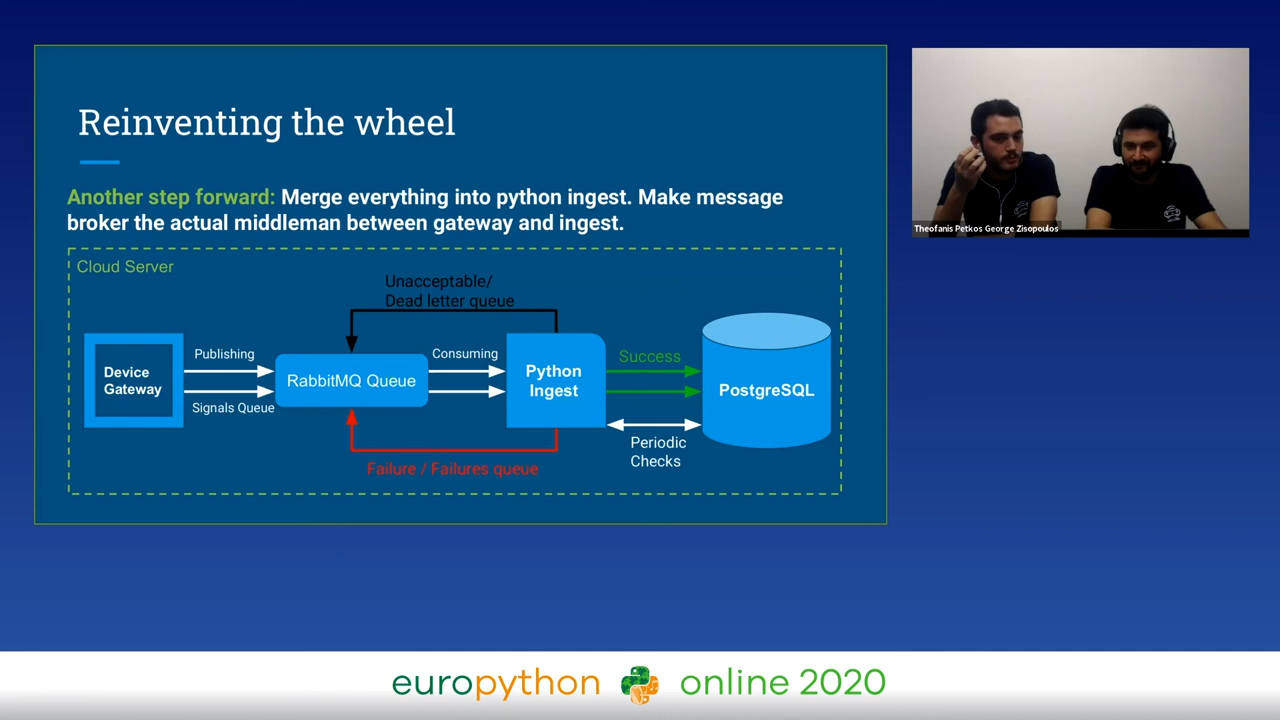 Reinventing the wheel
Another step forward: Merge everything into python ingest. Make message
broker the actual middleman between gateway and ingest.
Cloud Server
Unacceptable/
Dead letter queue
Device
Gateway
Publishing
Signals Queue
RabbitMQ Queue
Consuming
Python
Ingest
Success
Periodic
Checks
PostgreSQL
Failure / Failures queue
Theofanis Petkos George Zisopoulos
europython online 2020